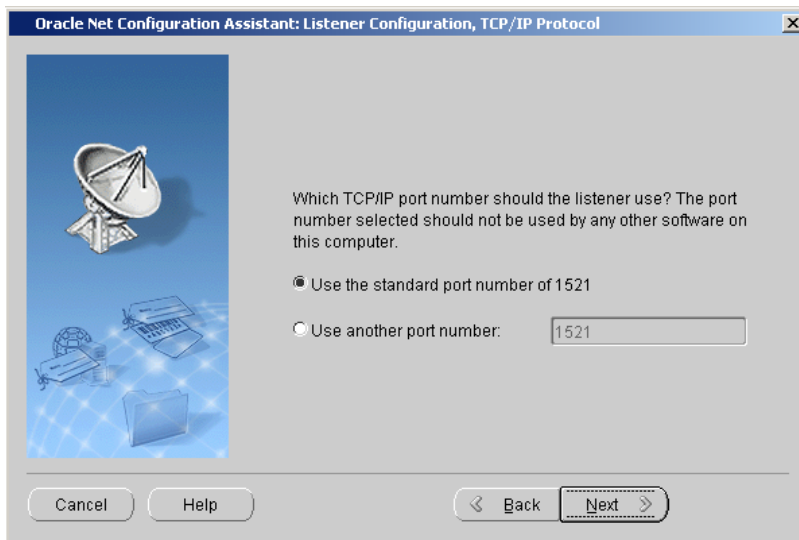 Oracle Net Configuration Assistant: Listener Configuration, TCP/IP Protocol
Which TCP/IP port number should the listener use? The port
number selected should not be used by any other software on
this computer.
Use the standard port number of 1521
Use another port number: 1521
Cancel Help Back Next